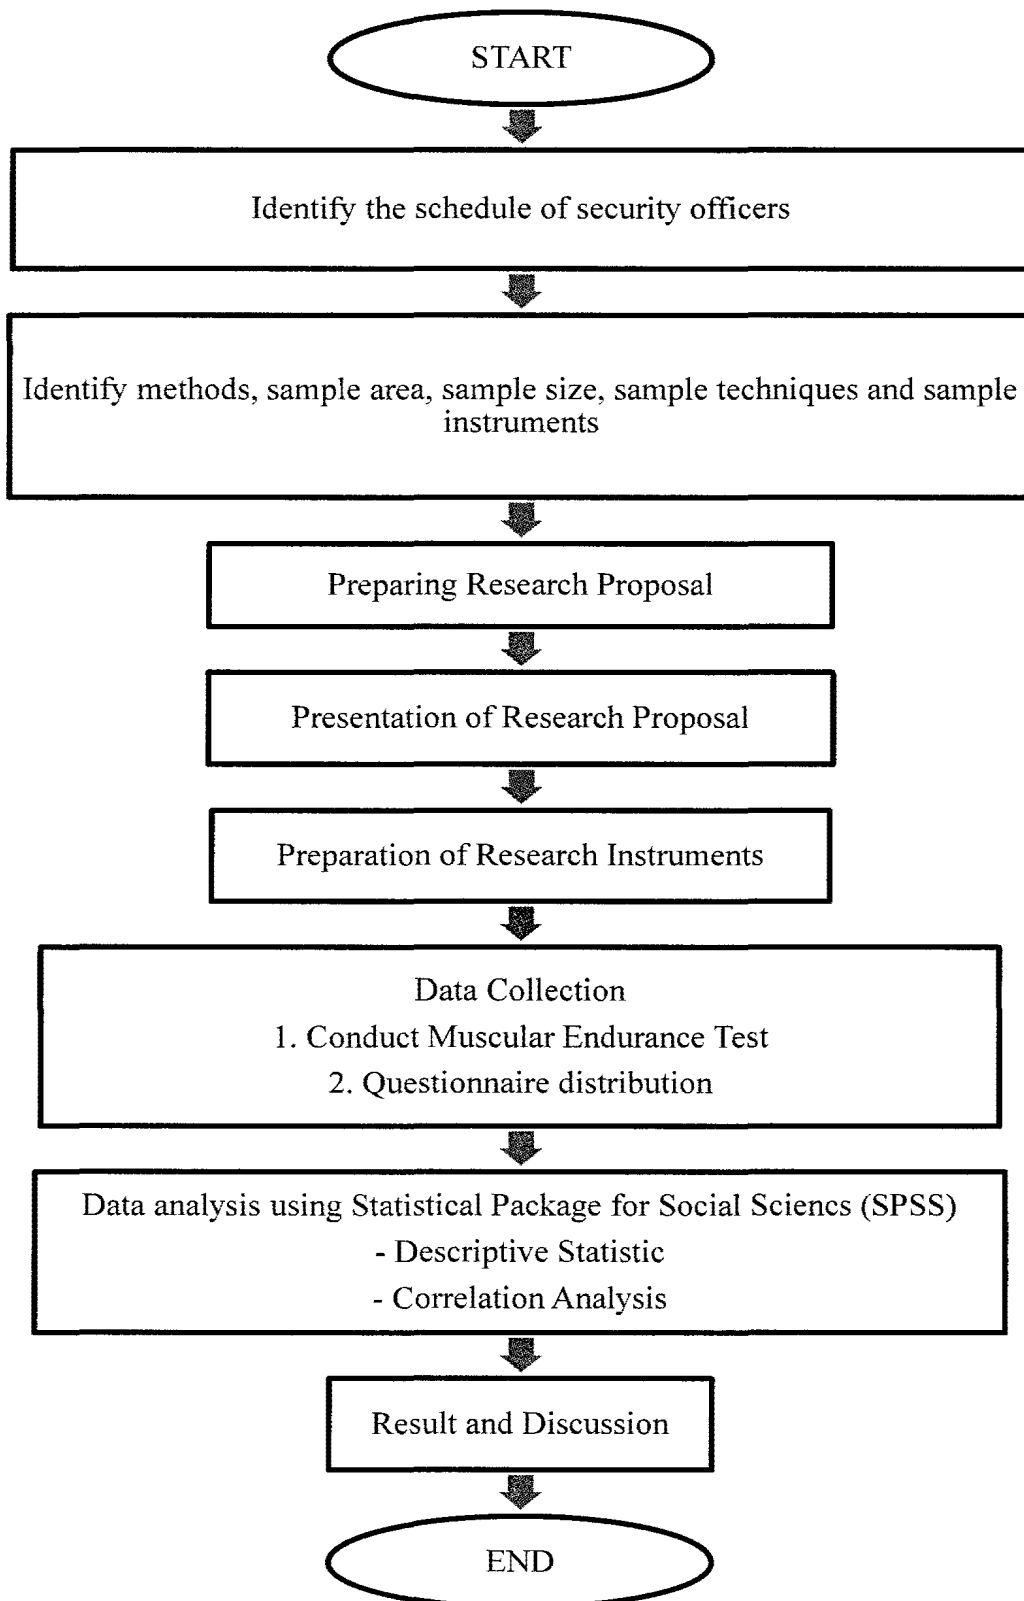 START
Identify the schedule of security officers
Identify methods, sample area, sample size, sample techniques and sample
instruments
Preparing Research Proposal
Presentation of Research Proposal
Preparation of Research Instruments
Data Collection
1. Conduct Muscular Endurance Test
2. Questionnaire distribution
Data analysis using Statistical Package for Social Sciencs (SPSS)
- Descriptive Statistic
- Correlation Analysis
Result and Discussion
END